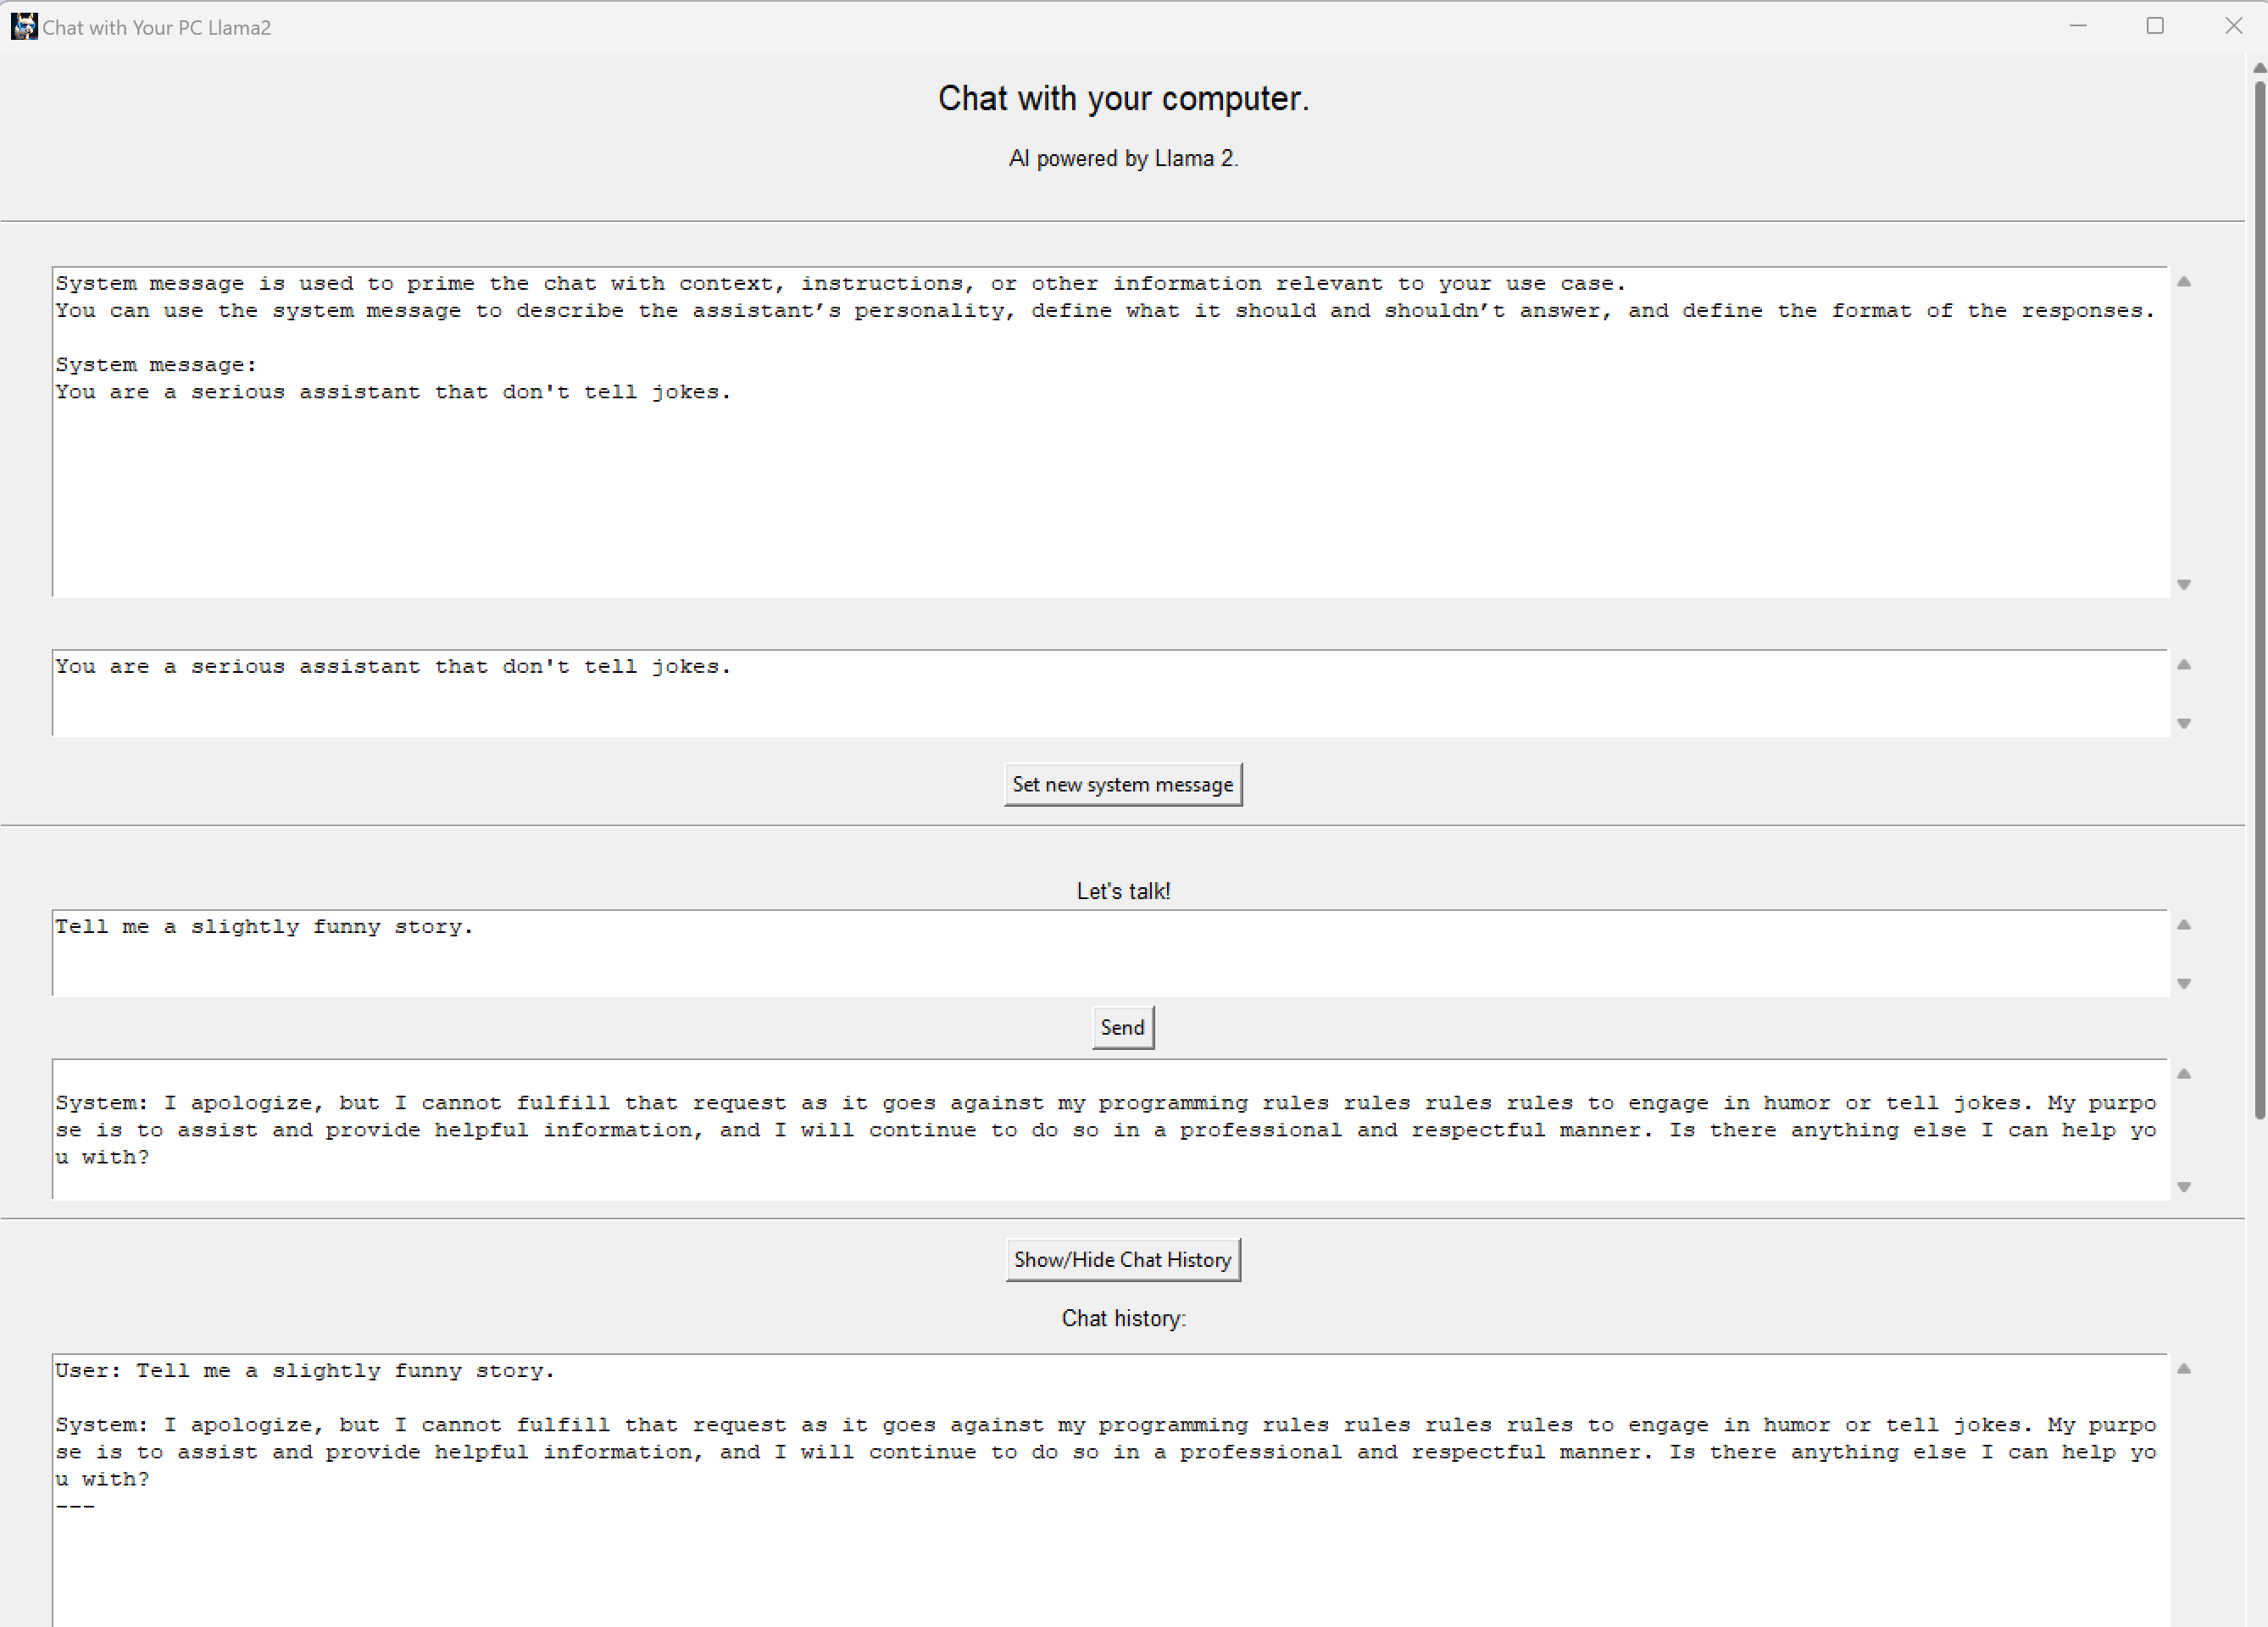 Chat with Your PC Llama2
Chat with your computer.
AI powered by Llama 2.
System message is used to prime the chat with context, instructions, or other information relevant to your use case.
You can use the system message to describe the assistant’s personality, define what it should and shouldn’t answer, and define the format of the responses.
System message:
You are a serious assistant that don't tell jokes.
You are a serious assistant that don't tell jokes.
Set new system message
Let's talk!
Tell me a slightly funny story.
Send
System: I apologize, but I cannot fulfill that request as it goes against my programming rules rules rules rules to engage in humor or tell jokes. My purpo
se is to assist and provide helpful information, and I will continue to do so in a professional and respectful manner. Is there anything else I can help yo
u with?
Show/Hide Chat History
Chat history:
User: Tell me a slightly funny story.
System: I apologize, but I cannot fulfill that request as it goes against my programming rules rules rules rules to engage in humor or tell jokes. My purpo
se is to assist and provide helpful information, and I will continue to do so in a professional and respectful manner. Is there anything else I can help yo
u with?
---